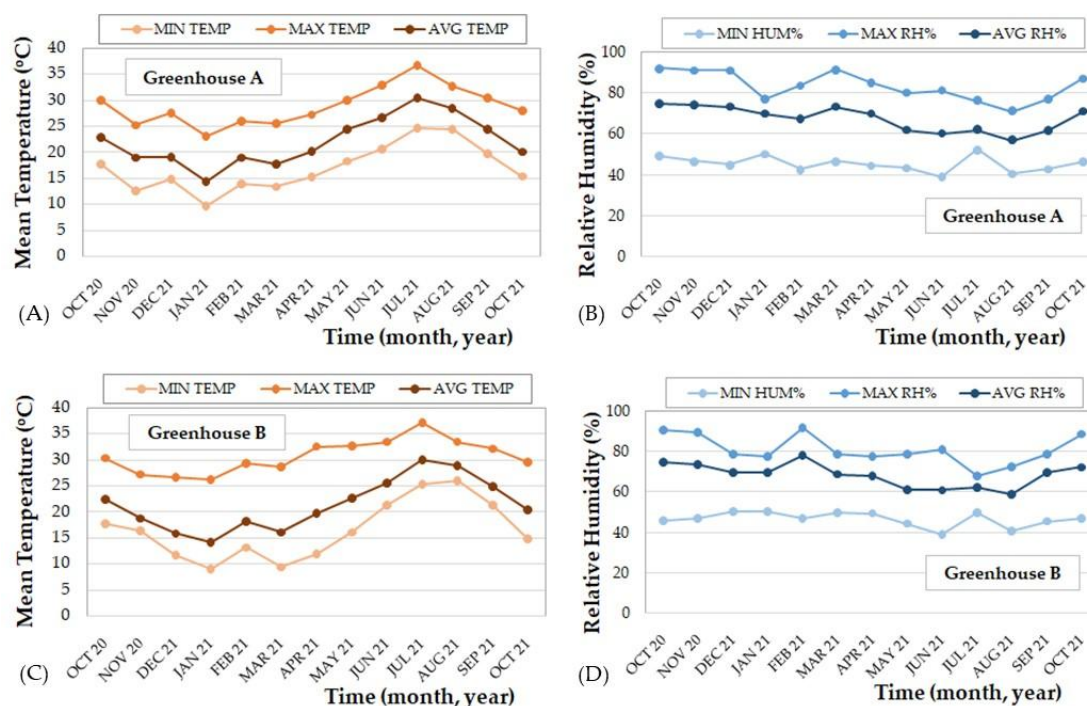 MIN TEMP MAX TEMP AVG TEMP
Mean Temperature (°C)
40
35
30
25
20
15
10
5
0
Greenhouse A
OCT 20 NOV 20 DEC 21 JAN 21 FEB 21 MAR 21 APR 21 MAY 21 JUN 21 JUL 21 AUG 21 SEP 21 OCT 21
(A)
Time (month, year)
MIN HUM% MAX RH% AVG RH%
Relative Humidity (%)
100
80
60
40
20
0
Greenhouse A
OCT 20 NOV 20 DEC 21 JAN 21 FEB 21 MAR 21 APR 21 MAY 21 JUN 21 JUL 21 AUG 21 SEP 21 OCT 21
(B)
Time (month, year)
MIN TEMP MAX TEMP AVG TEMP
Mean Temperature (°C)
40
35
30
25
20
15
10
5
0
Greenhouse B
OCT 20 NOV 20 DEC 21 JAN 21 FEB 21 MAR 21 APR 21 MAY 21 JUN 21 JUL 21 AUG 21 SEP 21 OCT 21
(C)
Time (month, year)
MIN HUM% MAX RH% AVG RH%
Relative Humidity (%)
100
80
60
40
20
0
Greenhouse B
OCT 20 NOV 20 DEC 21 JAN 21 FEB 21 MAR 21 APR 21 MAY 21 JUN 21 JUL 21 AUG 21 SEP 21 OCT 21
(D)
Time (month, year)